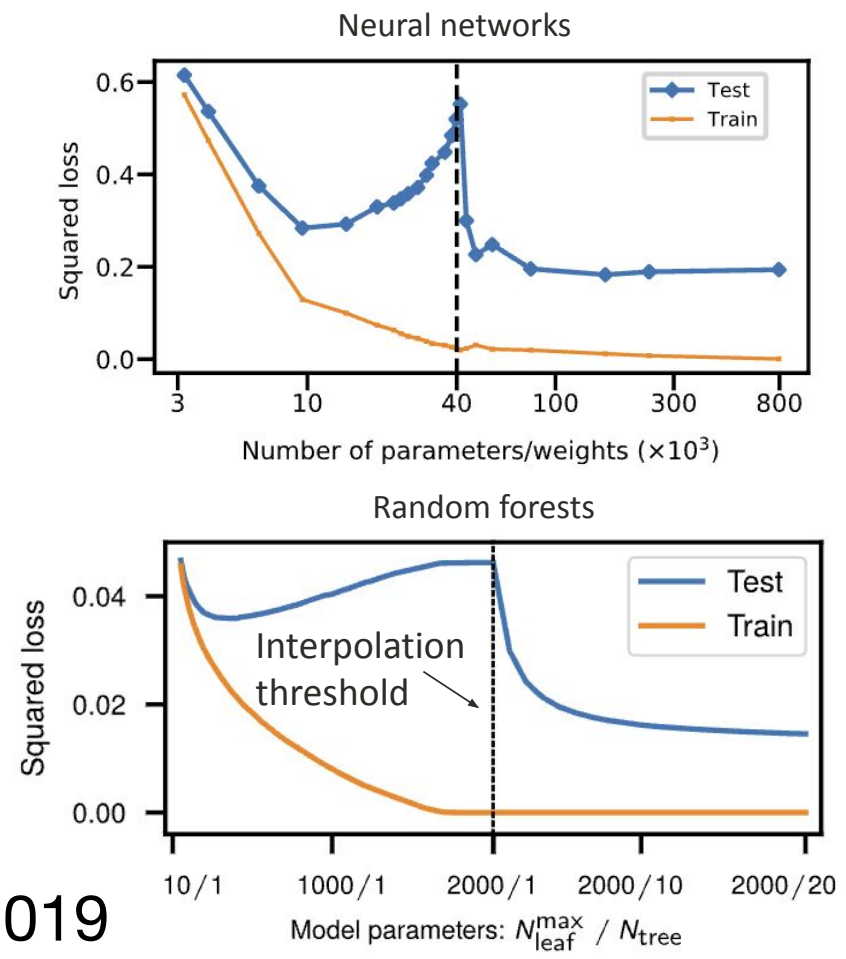 Neural networks
Squared loss
0.6
0.4
0.2
0.0
Test
Train
3 10 40 100 300 800
Number of parameters/weights (×10³)
Random forests
Squared loss
0.04
0.02
0.00
Test
Train
Interpolation
threshold
10/1 1000/1 2000/1 2000/10 2000/20
Model parameters: N_leaf^max / N_tree
019